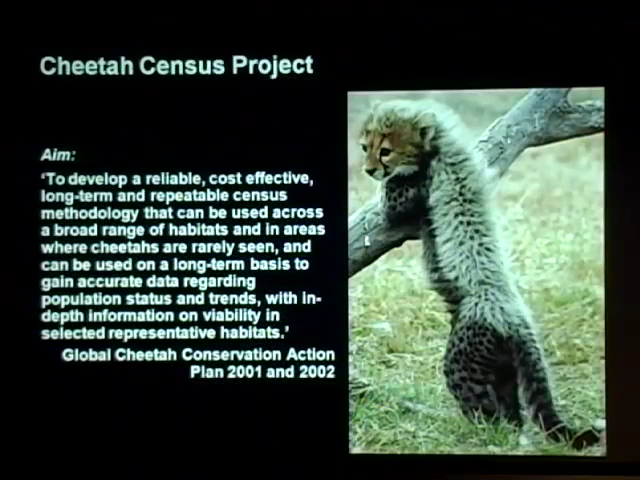 Cheetah Census Project
Aim:
‘To develop a reliable, cost effective,
long-term and repeatable census
methodology that can be used across
a broad range of habitats and in areas
where cheetahs are rarely seen, and
can be used on a long-term basis to
gain accurate data regarding
population status and trends, with in-
depth information on viability in
selected representative habitats.’
Global Cheetah Conservation Action
Plan 2001 and 2002